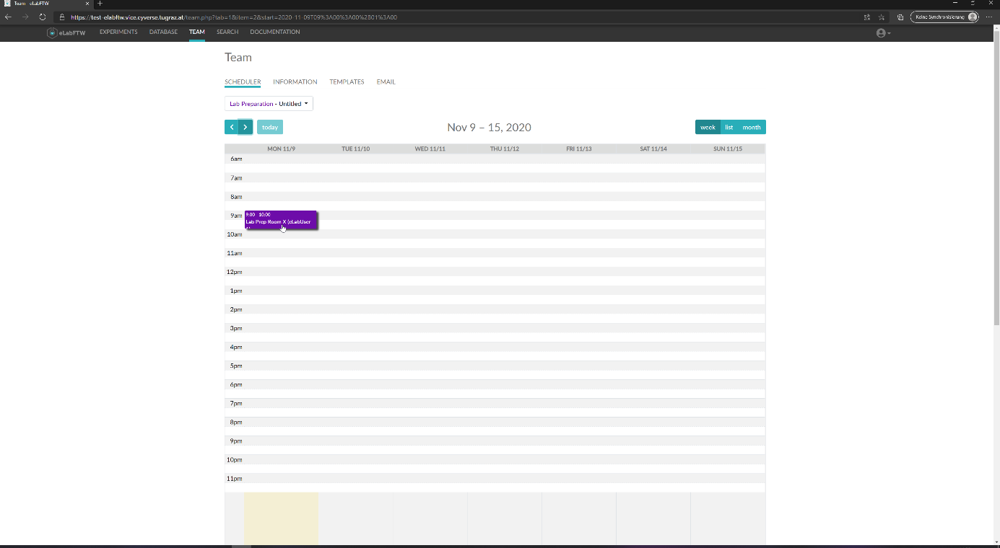 Team - eLabFTW
https://test-elabftw.vice.cyverse.tugraz.at/team.php?tab=1&item=2&start=2020-11-09T09%3A00%3A00%2B01%3A00
Keine Synchronisierung
eLabFTW EXPERIMENTS DATABASE TEAM SEARCH DOCUMENTATION
Team
SCHEDULER INFORMATION TEMPLATES EMAIL
Lab Preparation - Untitled
today Nov 9 – 15, 2020 week list month
MON 11/9 TUE 11/10 WED 11/11 THU 11/12 FRI 11/13 SAT 11/14 SUN 11/15
6am
7am
8am
9am 9:00 - 10:00
Lab Prep Room X (eLabUser
10am
11am
12pm
1pm
2pm
3pm
4pm
5pm
6pm
7pm
8pm
9pm
10pm
11pm